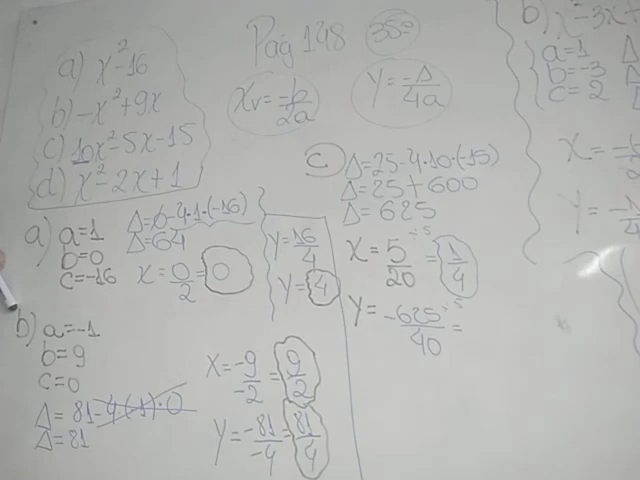 Pág 148 35º
a) x²-16
b) -x²+9x
c) 10x²-5x-15
d) x²-2x+1
Xv=-b/2a
Y=-Δ/4a
a) a=1
b=0
c=-16
Δ=0-4·1·(-16)
Δ=64
X=0/2=0
Y=16/4
Y=4
b) a=-1
b=9
c=0
Δ=81-4(-1)·0
Δ=81
X=-9/-2=9/2
Y=-81/-4=81/4
c) Δ=25-4·10·(-15)
Δ=25+600
Δ=625
X=5/20 :5 =1/4
Y=-625/40 :5 =
b) x²-3x+
a=1
b=-3
c=2
Δ
Δ
Δ
X=
Y=